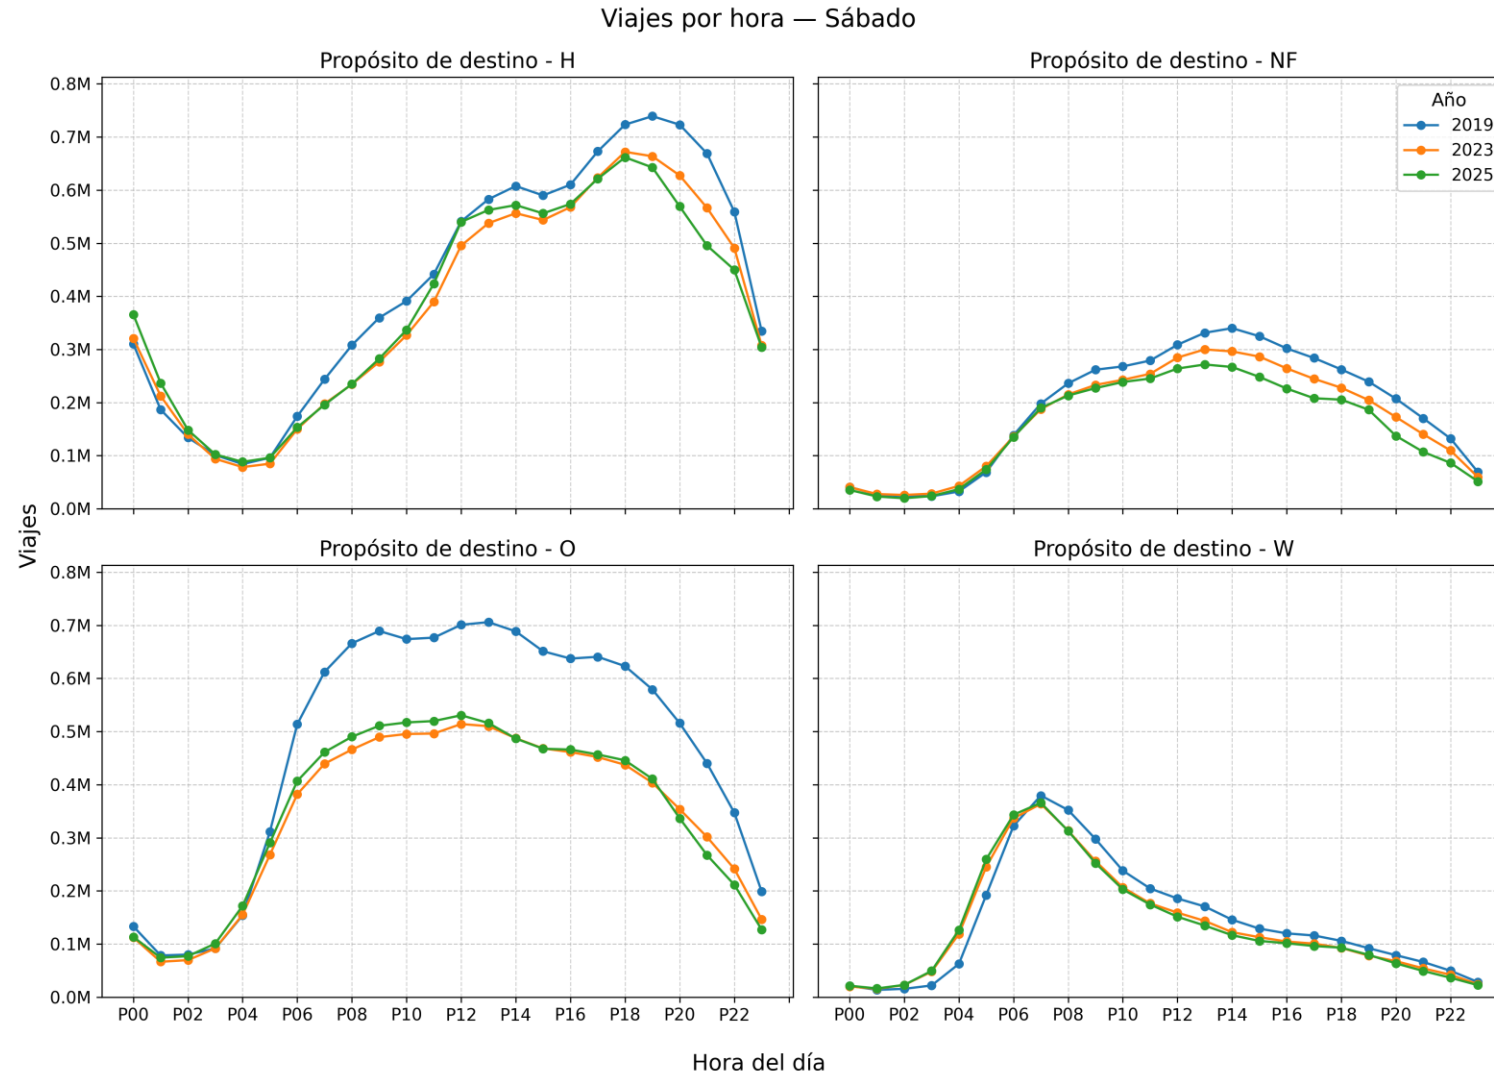 Viajes por hora — Sábado
Propósito de destino - H
0.8M
0.7M
0.6M
0.5M
0.4M
0.3M
0.2M
0.1M
0.0M
Propósito de destino - NF
Año
2019
2023
2025
Viajes
Propósito de destino - O
0.8M
0.7M
0.6M
0.5M
0.4M
0.3M
0.2M
0.1M
0.0M
P00 P02 P04 P06 P08 P10 P12 P14 P16 P18 P20 P22
Propósito de destino - W
P00 P02 P04 P06 P08 P10 P12 P14 P16 P18 P20 P22
Hora del día